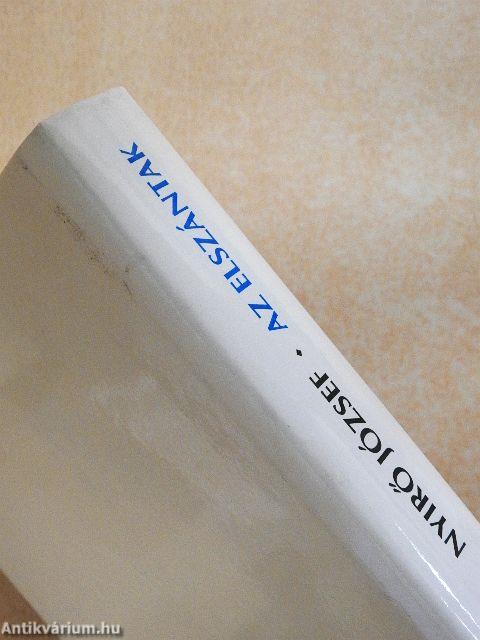 NYIRŐ JÓZSEF • AZ ELSZÁNTAK
Antikvárium.hu